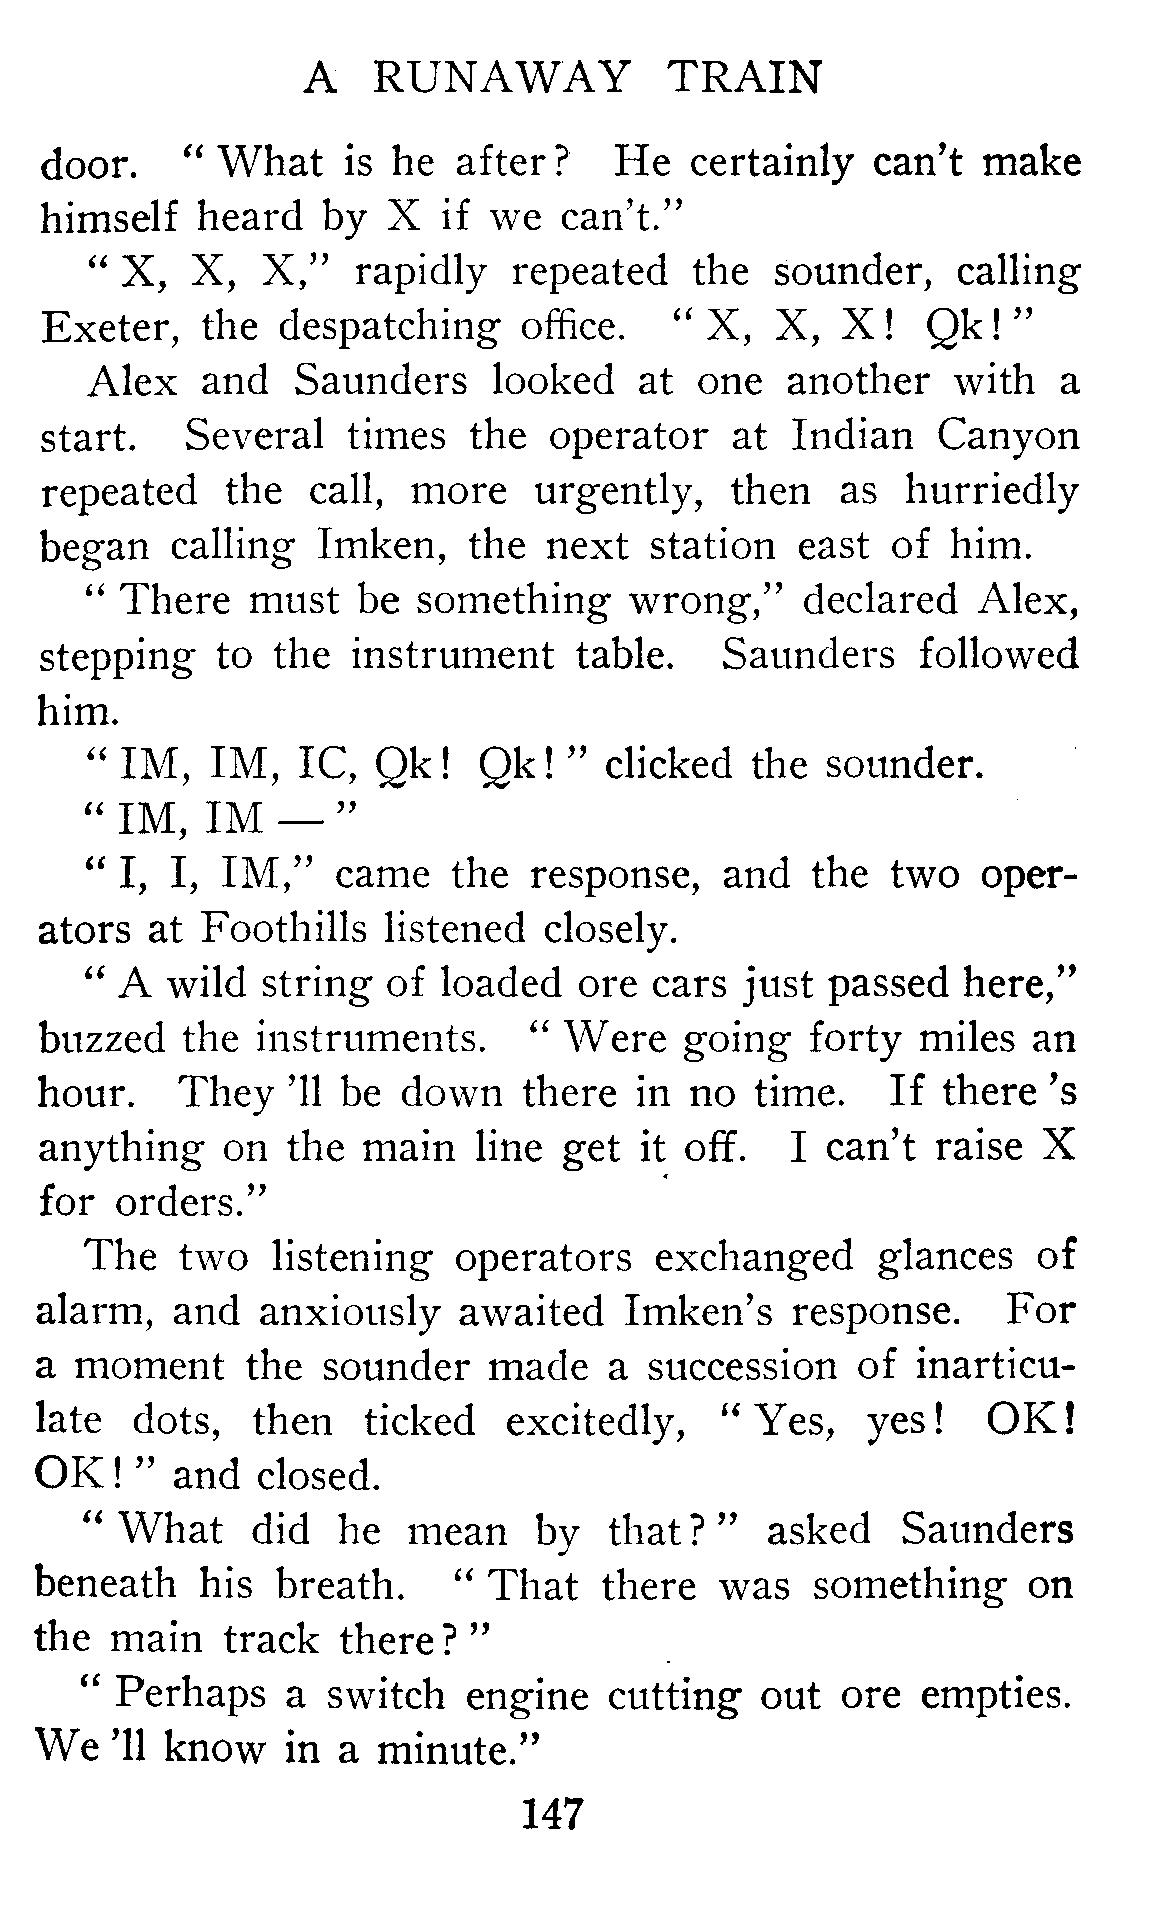 A RUNAWAY TRAIN
door. “ What is he after? He certainly can't make
himself heard by X if we can't.”
“ X, X, X,” rapidly repeated the sounder, calling
Exeter, the despatching office. “ X, X, X! Qk! ”
Alex and Saunders looked at one another with a
start. Several times the operator at Indian Canyon
repeated the call, more urgently, then as hurriedly
began calling Imken, the next station east of him.
“ There must be something wrong,” declared Alex,
stepping to the instrument table. Saunders followed
him.
“ IM, IM, IC, Qk! Qk! ” clicked the sounder.
“ IM, IM — ”
“ I, I, IM,” came the response, and the two oper-
ators at Foothills listened closely.
“ A wild string of loaded ore cars just passed here,”
buzzed the instruments. “ Were going forty miles an
hour. They 'll be down there in no time. If there 's
anything on the main line get it off. I can't raise X
for orders.”
The two listening operators exchanged glances of
alarm, and anxiously awaited Imken's response. For
a moment the sounder made a succession of inarticu-
late dots, then ticked excitedly, “ Yes, yes! OK!
OK! ” and closed.
“ What did he mean by that? ” asked Saunders
beneath his breath. “ That there was something on
the main track there? ”
“ Perhaps a switch engine cutting out ore empties.
We 'll know in a minute.”
147